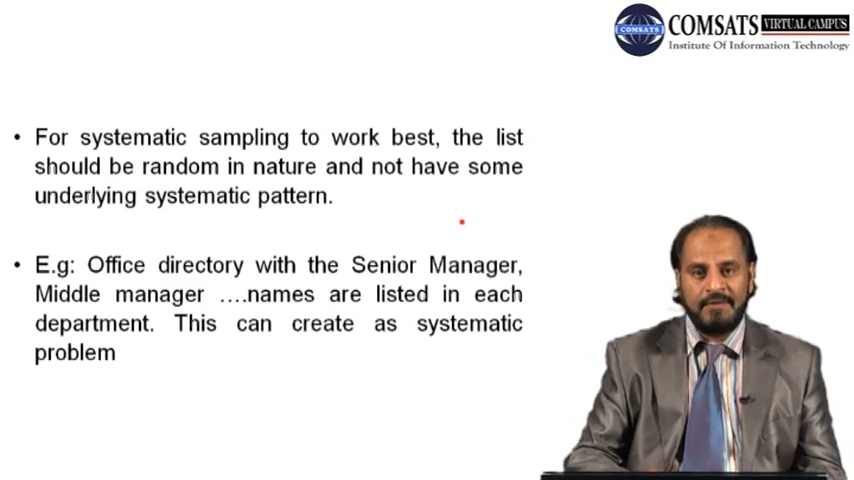 COMSATS
COMSATS VIRTUAL CAMPUS
Institute Of Information Technology
• For systematic sampling to work best, the list
should be random in nature and not have some
underlying systematic pattern.
• E.g: Office directory with the Senior Manager,
Middle manager ….names are listed in each
department. This can create as systematic
problem